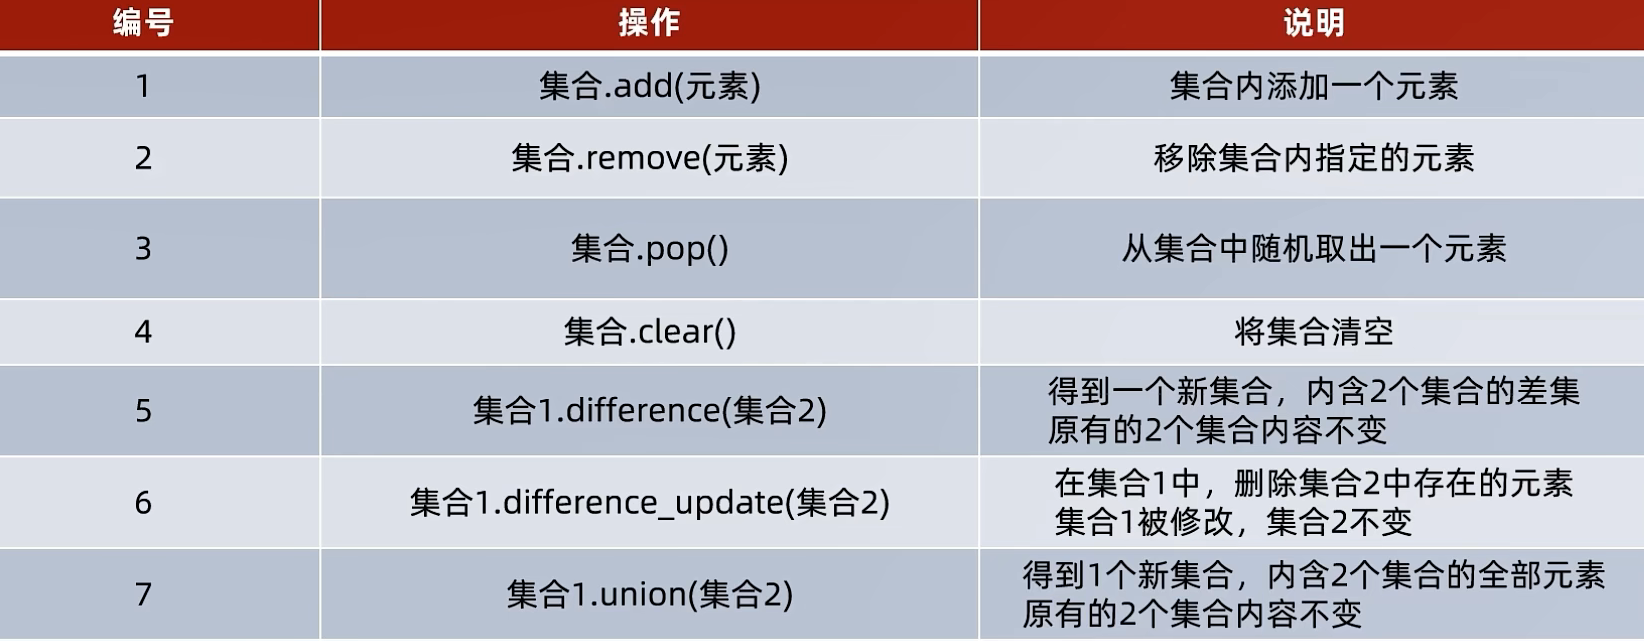 编号 操作 说明
1 集合.add(元素) 集合内添加一个元素
2 集合.remove(元素) 移除集合内指定的元素
3 集合.pop() 从集合中随机取出一个元素
4 集合.clear() 将集合清空
5 集合1.difference(集合2) 得到一个新集合，内含2个集合的差集
原有的2个集合内容不变
6 集合1.difference_update(集合2) 在集合1中，删除集合2中存在的元素
集合1被修改，集合2不变
7 集合1.union(集合2) 得到1个新集合，内含2个集合的全部元素
原有的2个集合内容不变